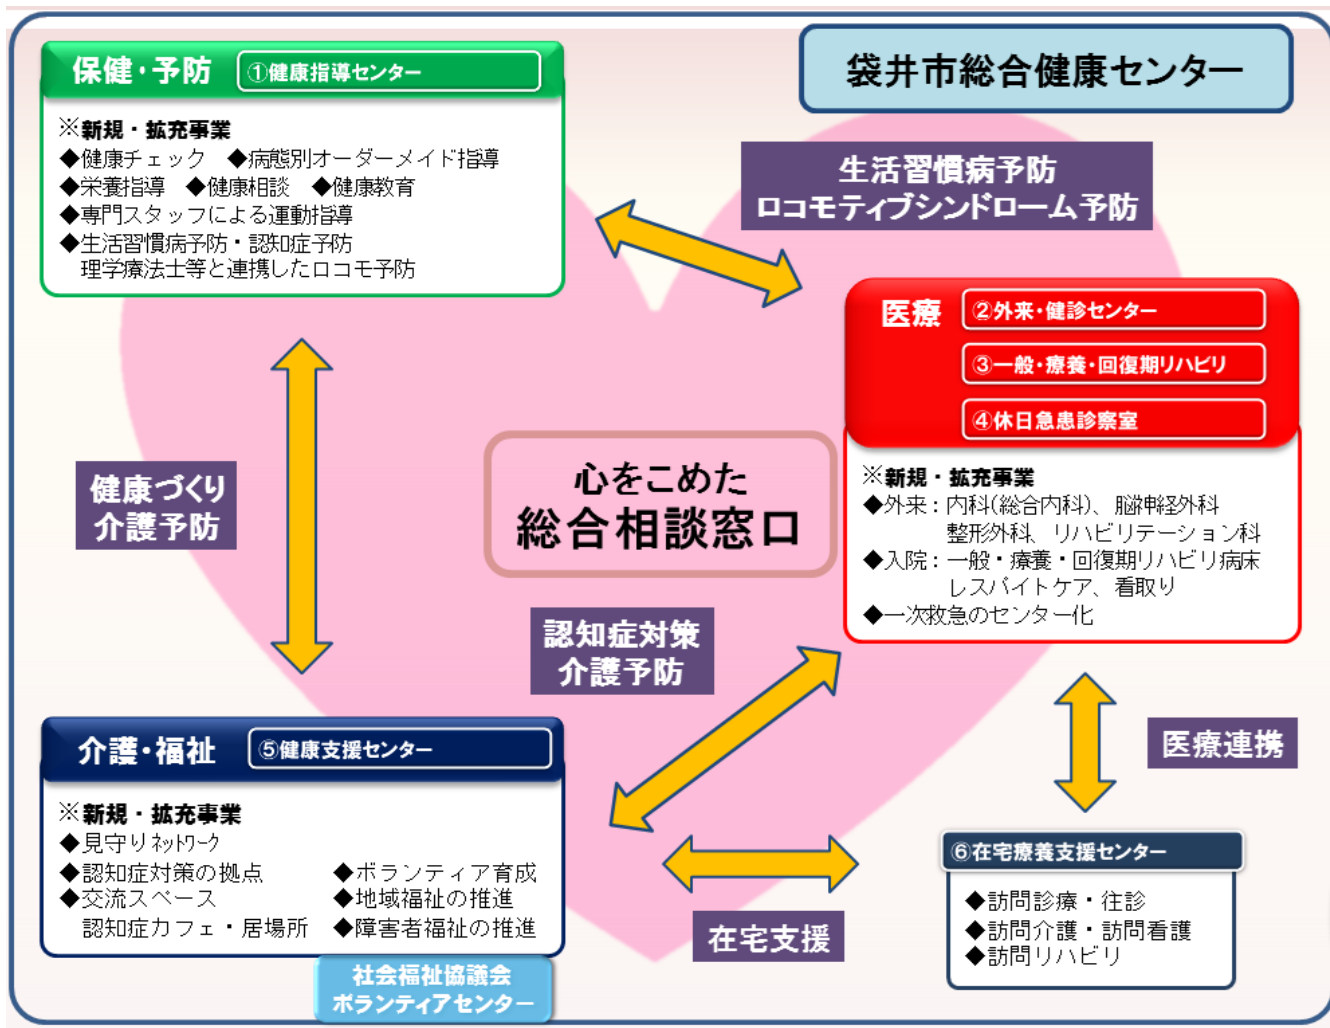 保健・予防 ①健康指導センター
※新規・拡充事業
◆健康チェック ◆病態別オーダーメイド指導
◆栄養指導 ◆健康相談 ◆健康教育
◆専門スタッフによる運動指導
◆生活習慣病予防・認知症予防
理学療法士等と連携したロコモ予防
袋井市総合健康センター
生活習慣病予防
ロコモティブシンドローム予防
医療 ②外来・健診センター
③一般・療養・回復期リハビリ
④休日急患診察室
※新規・拡充事業
◆外来：内科(総合内科)、脳神経外科
整形外科、リハビリテーション科
◆入院：一般・療養・回復期リハビリ病床
レスパイトケア、看取り
◆一次救急のセンター化
健康づくり
介護予防
心をこめた
総合相談窓口
認知症対策
介護予防
医療連携
介護・福祉 ⑤健康支援センター
※新規・拡充事業
◆見守りネットワーク
◆認知症対策の拠点 ◆ボランティア育成
◆交流スペース ◆地域福祉の推進
認知症カフェ・居場所 ◆障害者福祉の推進
社会福祉協議会
ボランティアセンター
在宅支援
⑥在宅療養支援センター
◆訪問診療・往診
◆訪問介護・訪問看護
◆訪問リハビリ